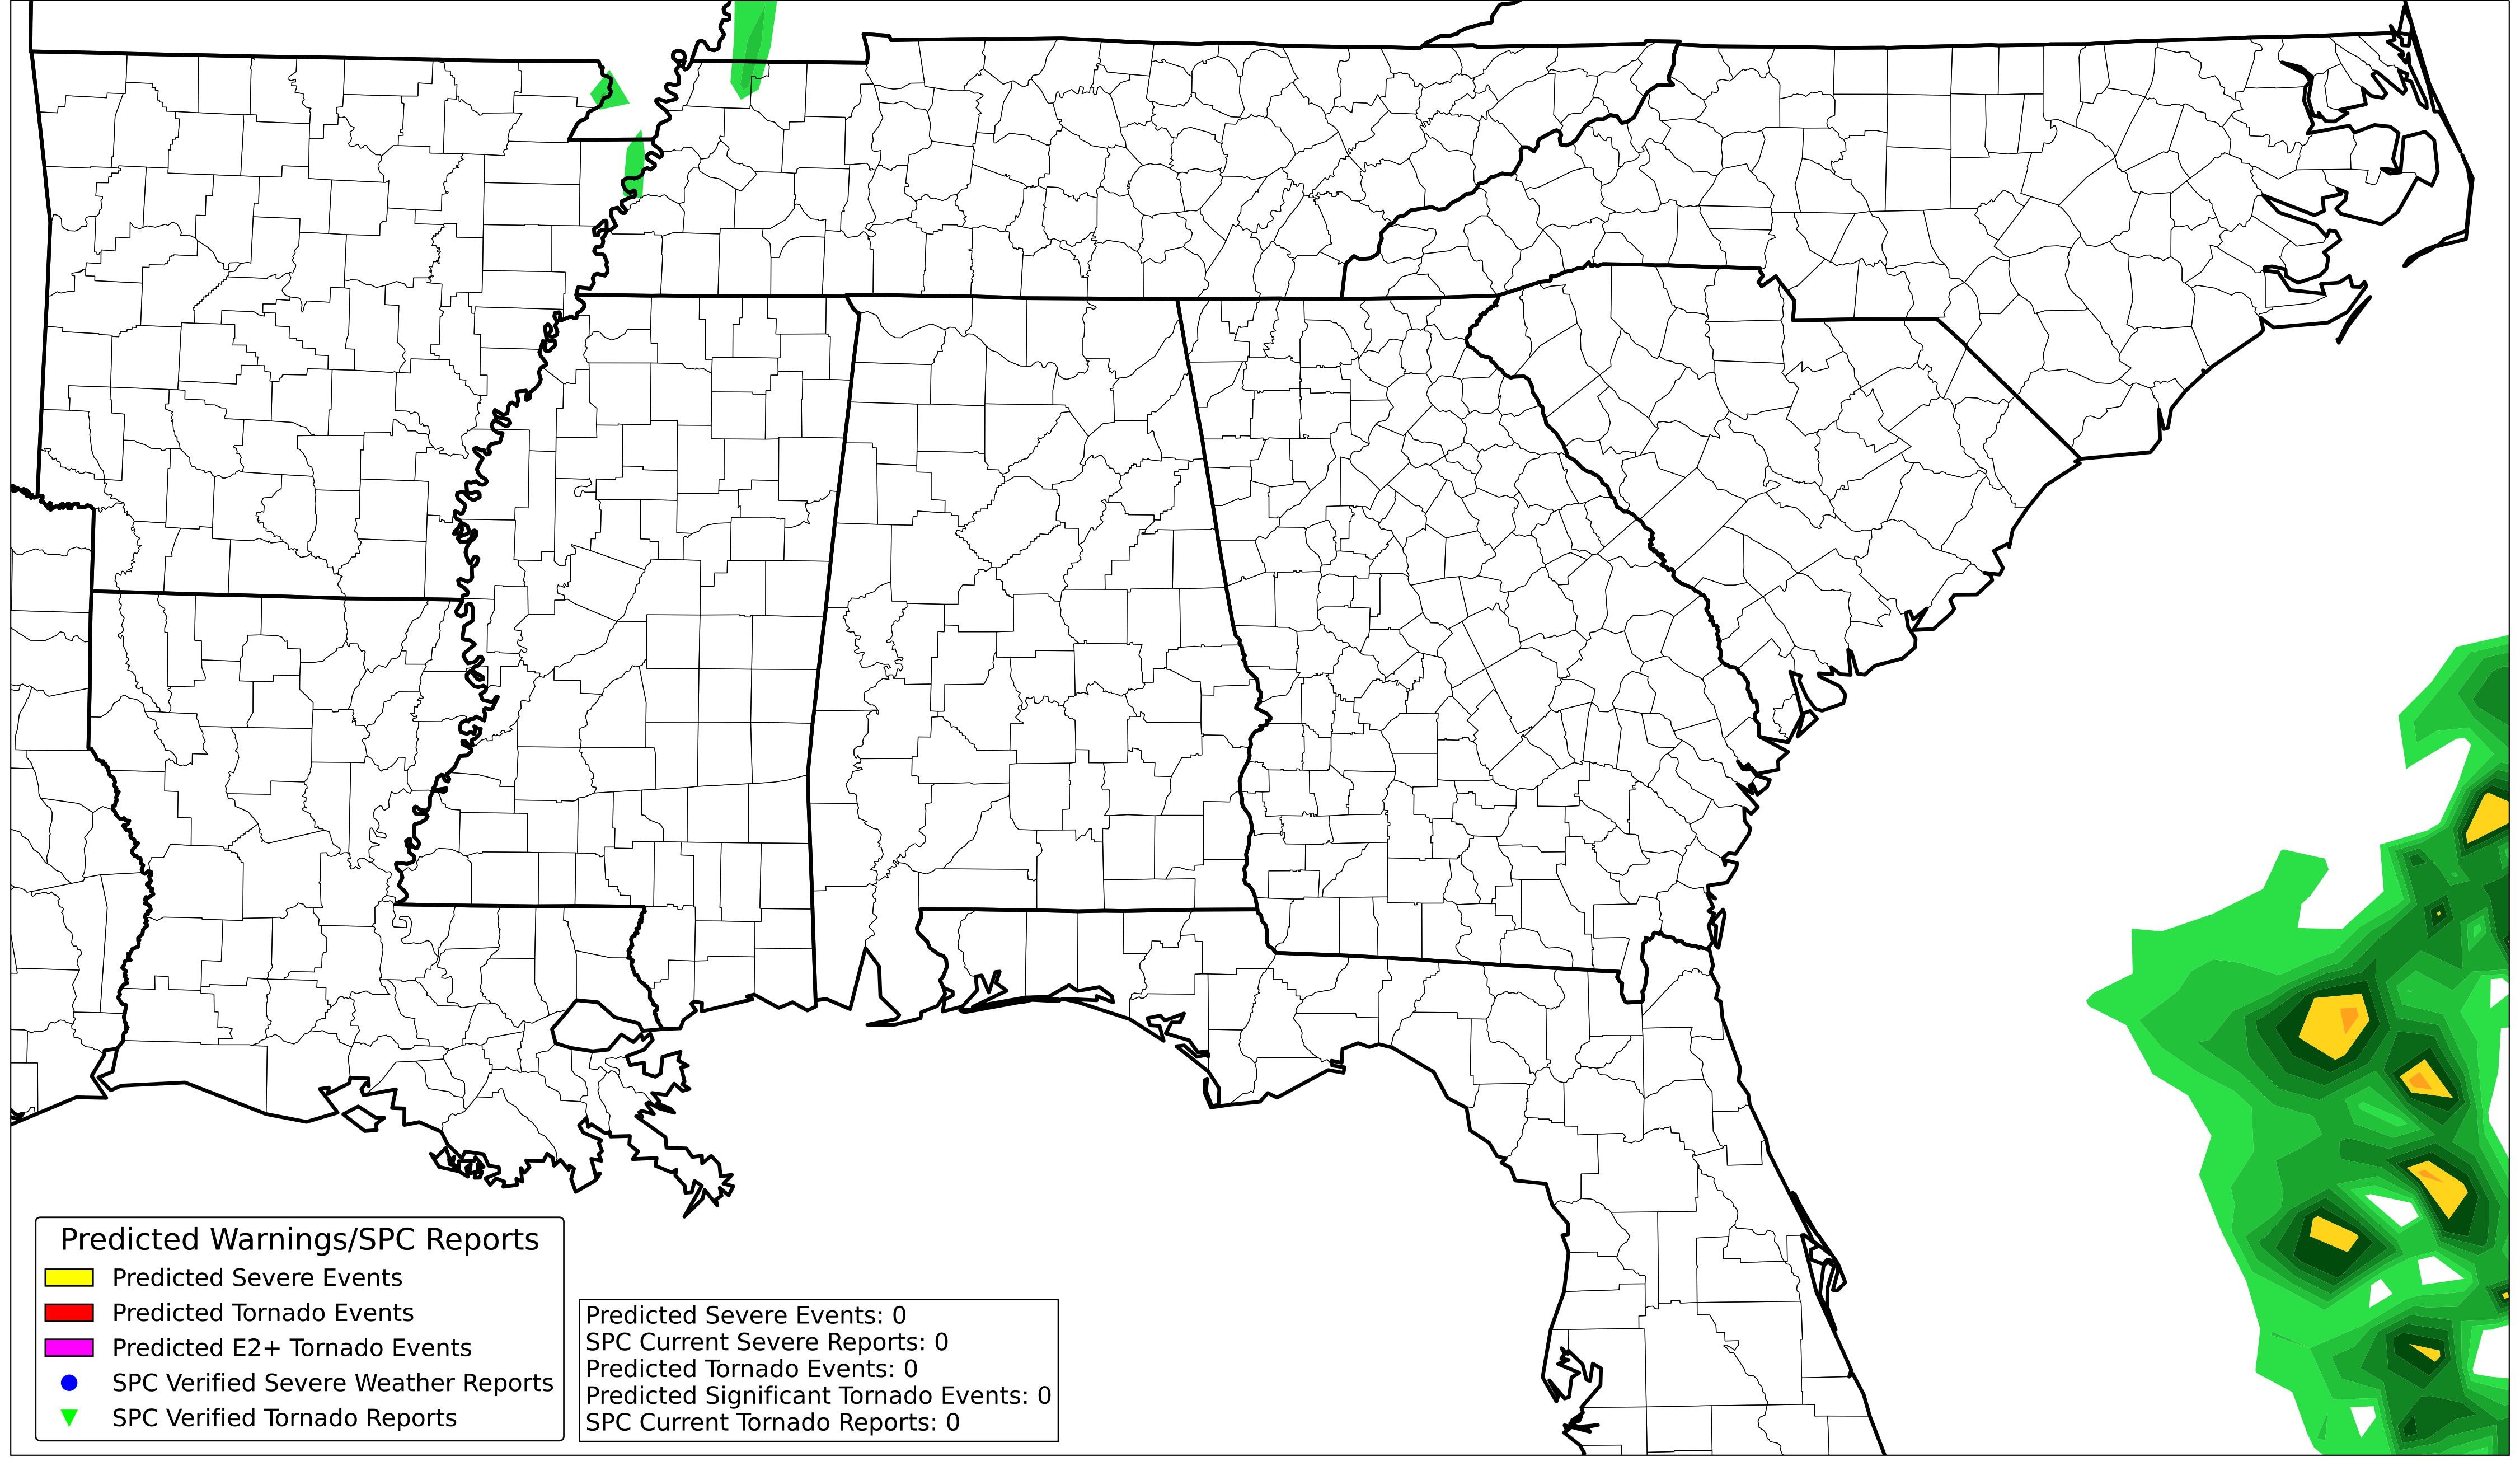 Predicted Warnings/SPC Reports
Predicted Severe Events
Predicted Tornado Events
Predicted E2+ Tornado Events
SPC Verified Severe Weather Reports
SPC Verified Tornado Reports
Predicted Severe Events: 0
SPC Current Severe Reports: 0
Predicted Tornado Events: 0
Predicted Significant Tornado Events: 0
SPC Current Tornado Reports: 0